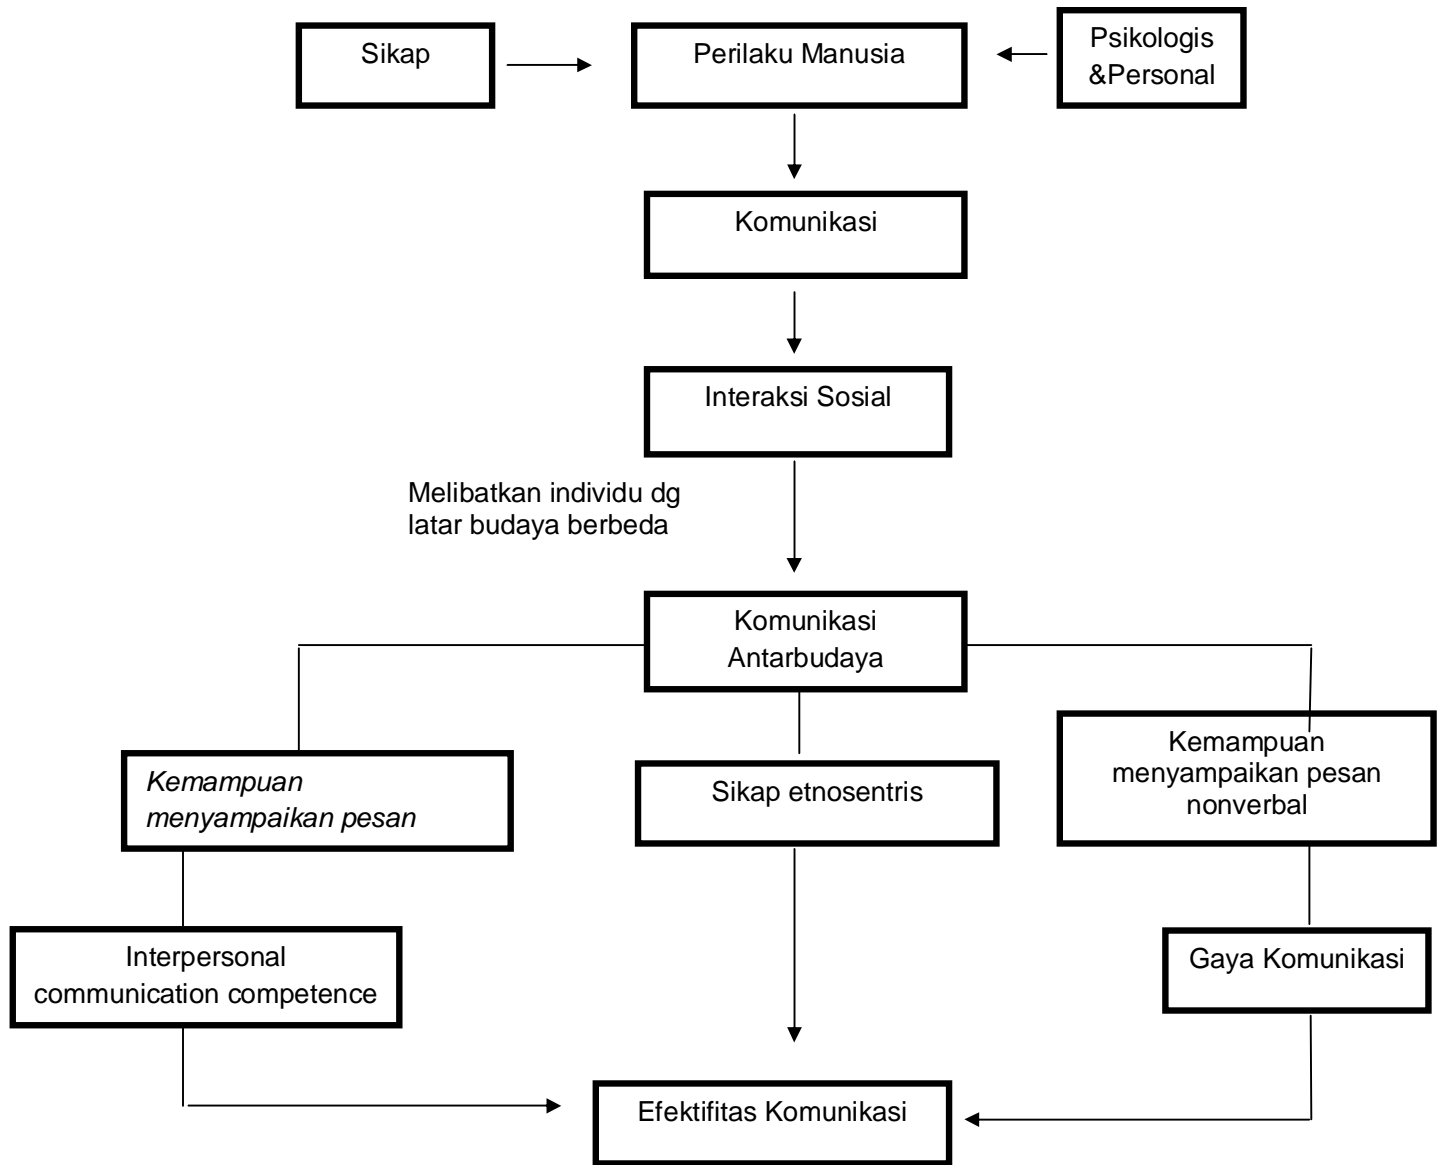 Sikap
Perilaku Manusia
Psikologis
&Personal
Komunikasi
Interaksi Sosial
Melibatkan individu dg
latar budaya berbeda
Komunikasi
Antarbudaya
Kemampuan
menyampaikan pesan
Sikap etnosentris
Kemampuan
menyampaikan pesan
nonverbal
Interpersonal
communication competence
Gaya Komunikasi
Efektifitas Komunikasi